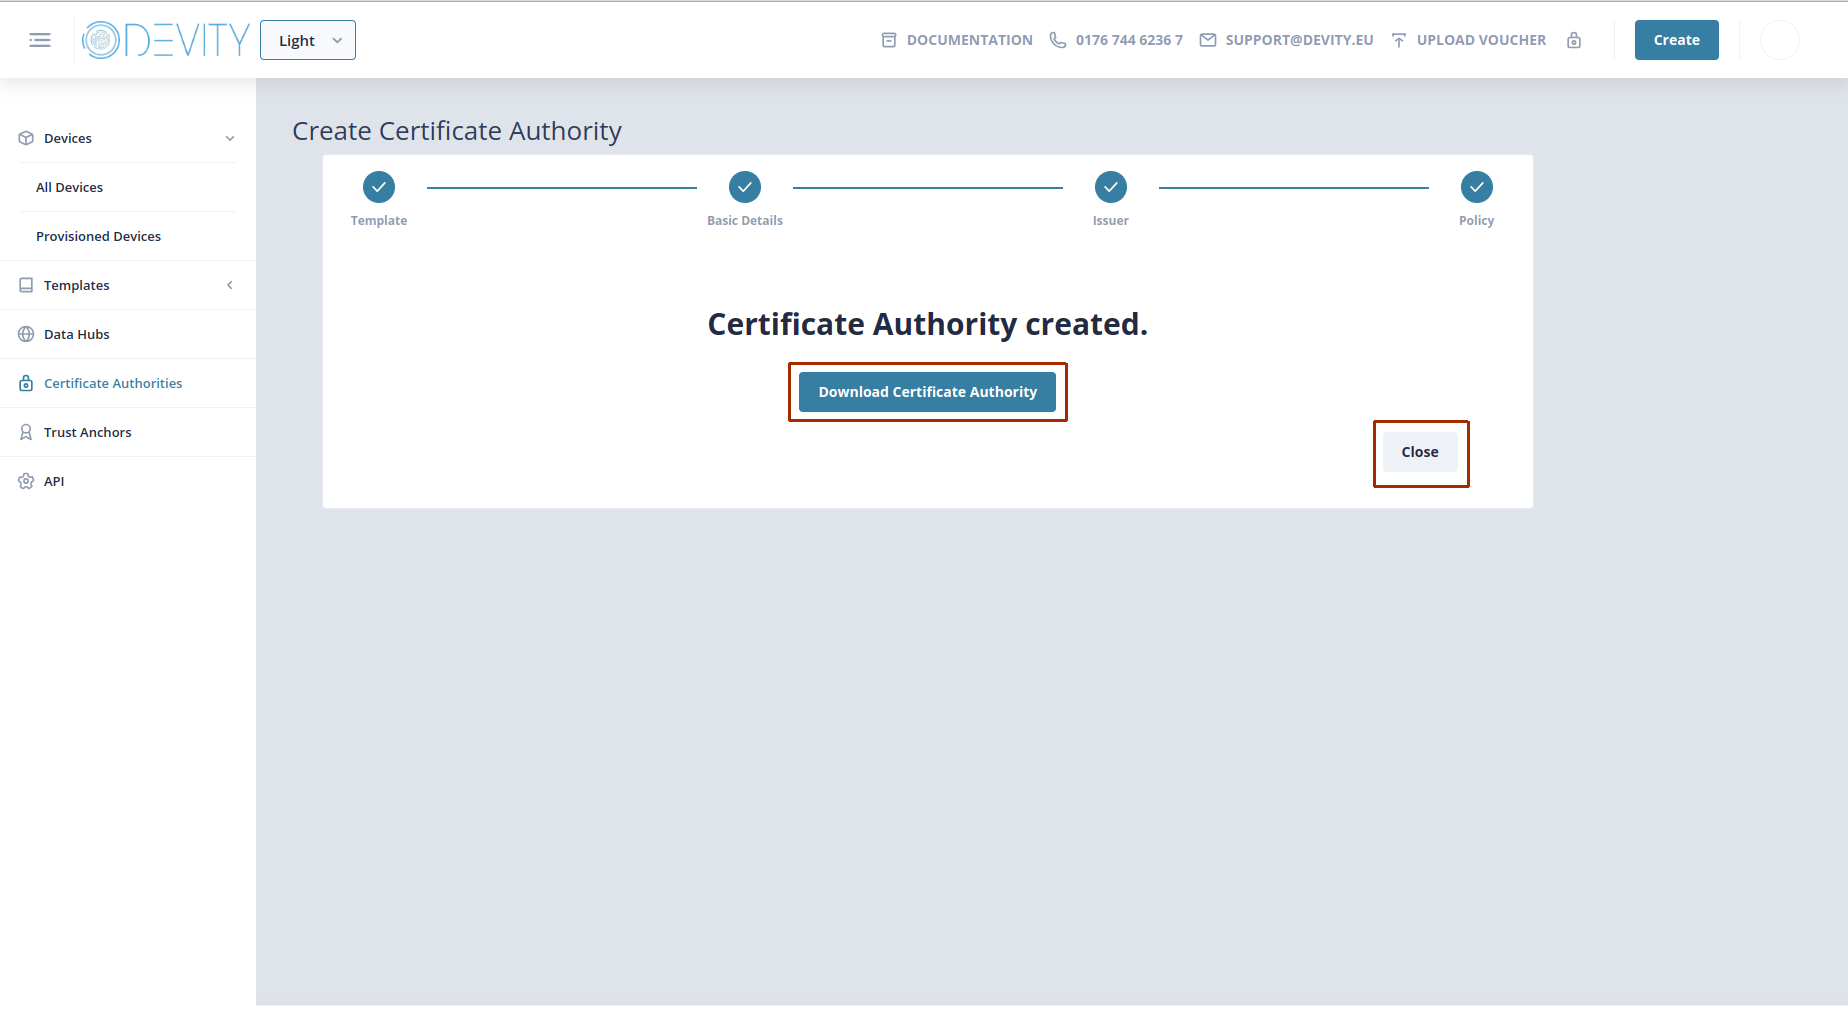 DEVITY
Light
DOCUMENTATION
0176 744 6236 7
SUPPORT@DEVITY.EU
UPLOAD VOUCHER
Create
Devices
All Devices
Provisioned Devices
Templates
Data Hubs
Certificate Authorities
Trust Anchors
API
Create Certificate Authority
Template
Basic Details
Issuer
Policy
Certificate Authority created.
Download Certificate Authority
Close